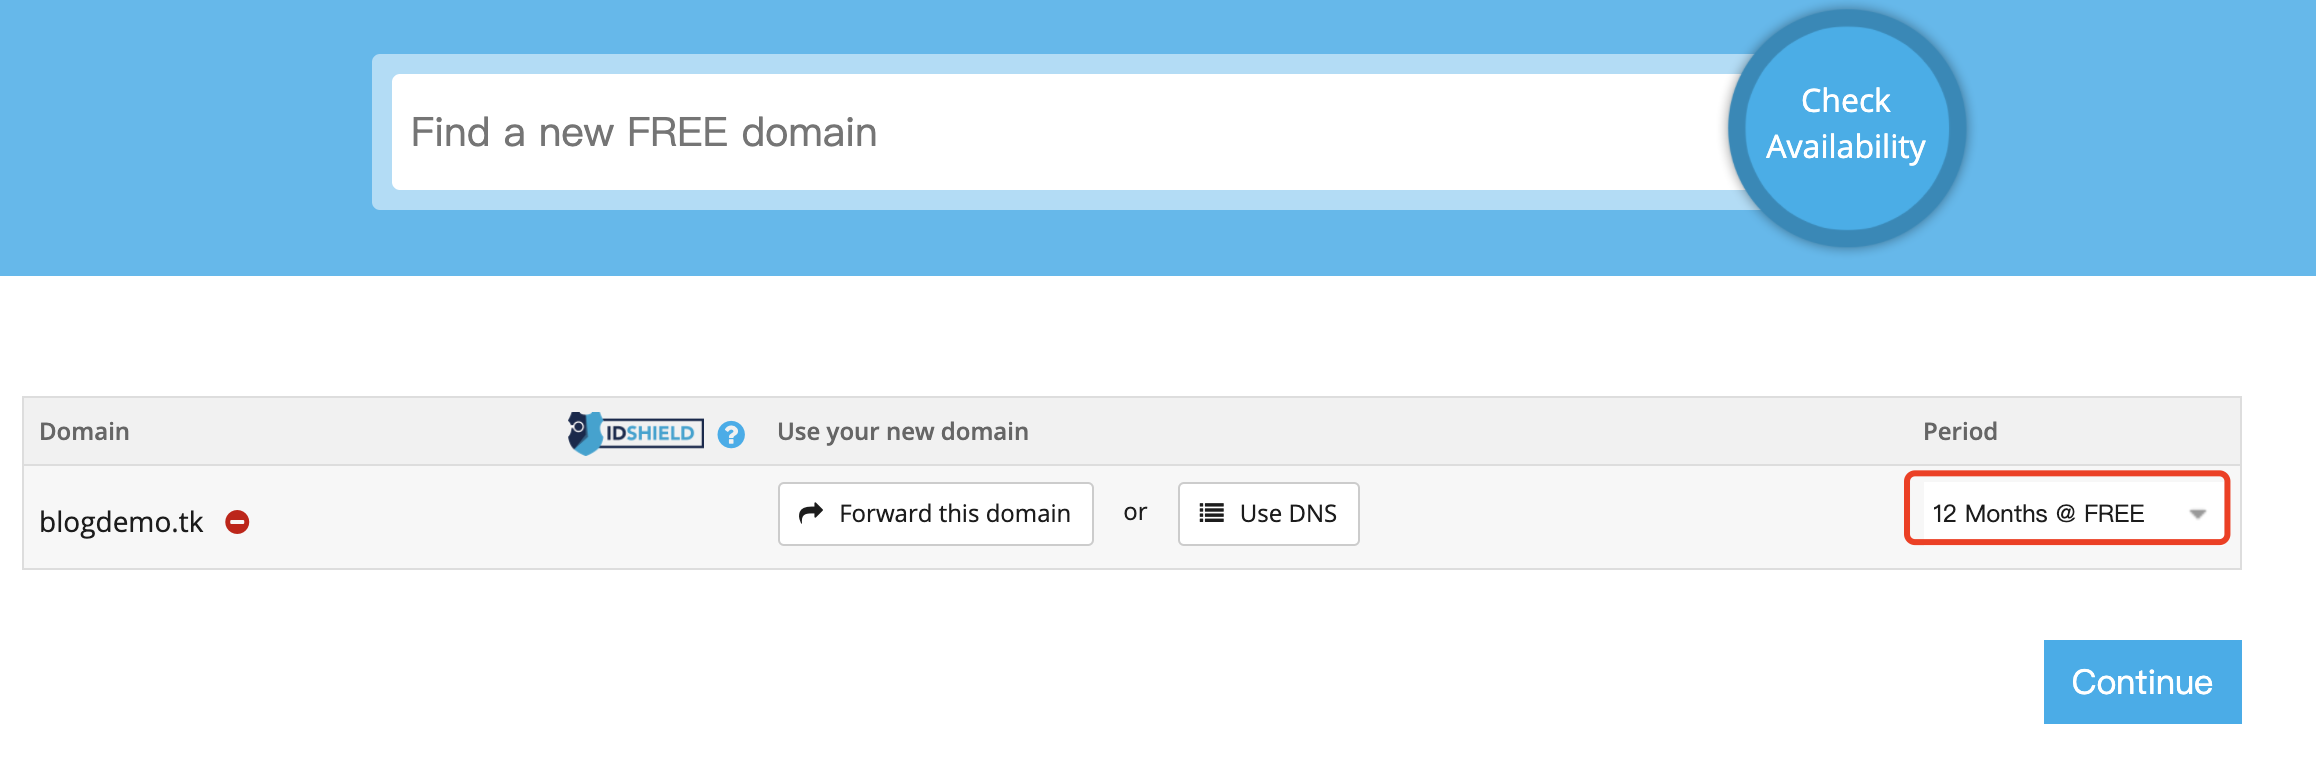 Find a new FREE domain
Check
Availability
Domain
IDSHIELD
?
Use your new domain
Period
blogdemo.tk
Forward this domain
or
Use DNS
12 Months @ FREE
Continue